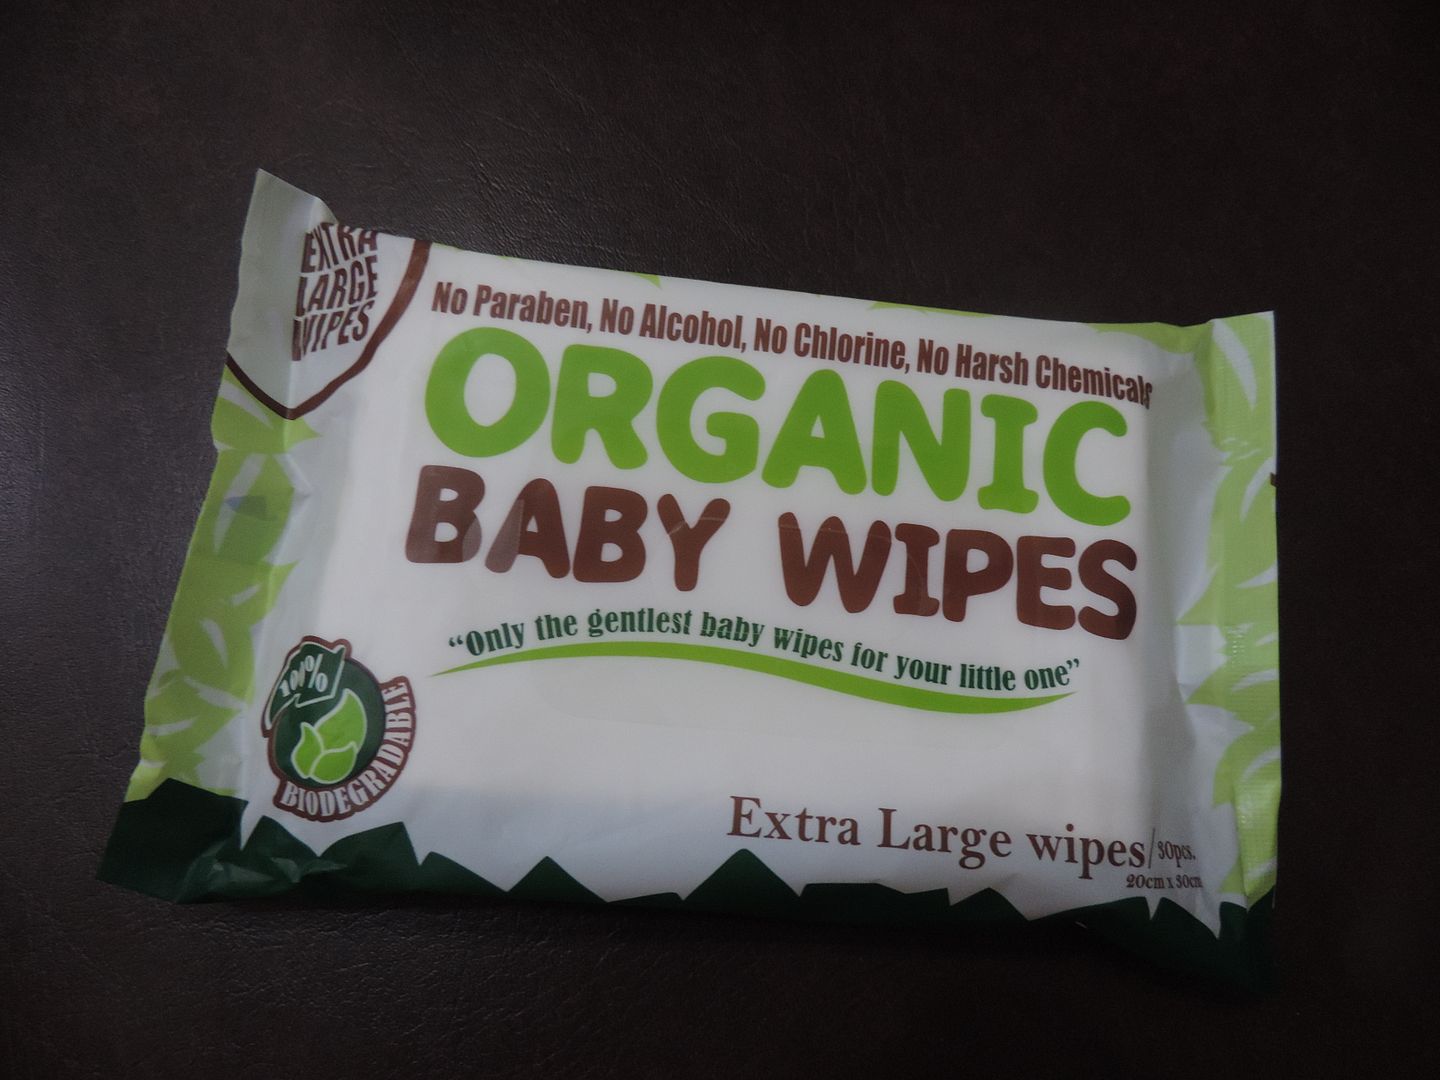 EXTRA
LARGE
WIPES
No Paraben, No Alcohol, No Chlorine, No Harsh Chemicals
ORGANIC
BABY WIPES
“Only the gentlest baby wipes for your little one”
100%
BIODEGRADABLE
Extra Large wipes/30pcs.
20cm x 30cm